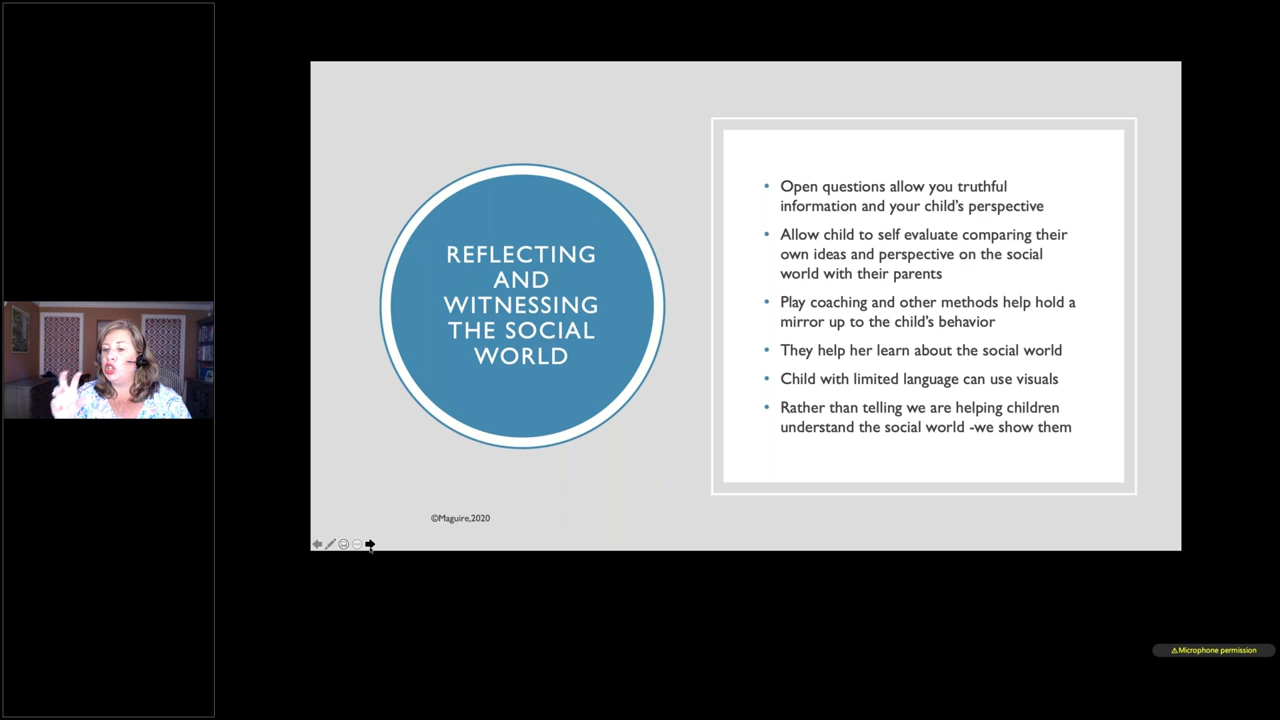 REFLECTING
AND
WITNESSING
THE SOCIAL
WORLD
• Open questions allow you truthful
information and your child's perspective
• Allow child to self evaluate comparing their
own ideas and perspective on the social
world with their parents
• Play coaching and other methods help hold a
mirror up to the child's behavior
• They help her learn about the social world
• Child with limited language can use visuals
• Rather than telling we are helping children
understand the social world -we show them
©Maguire,2020
⚠Microphone permission